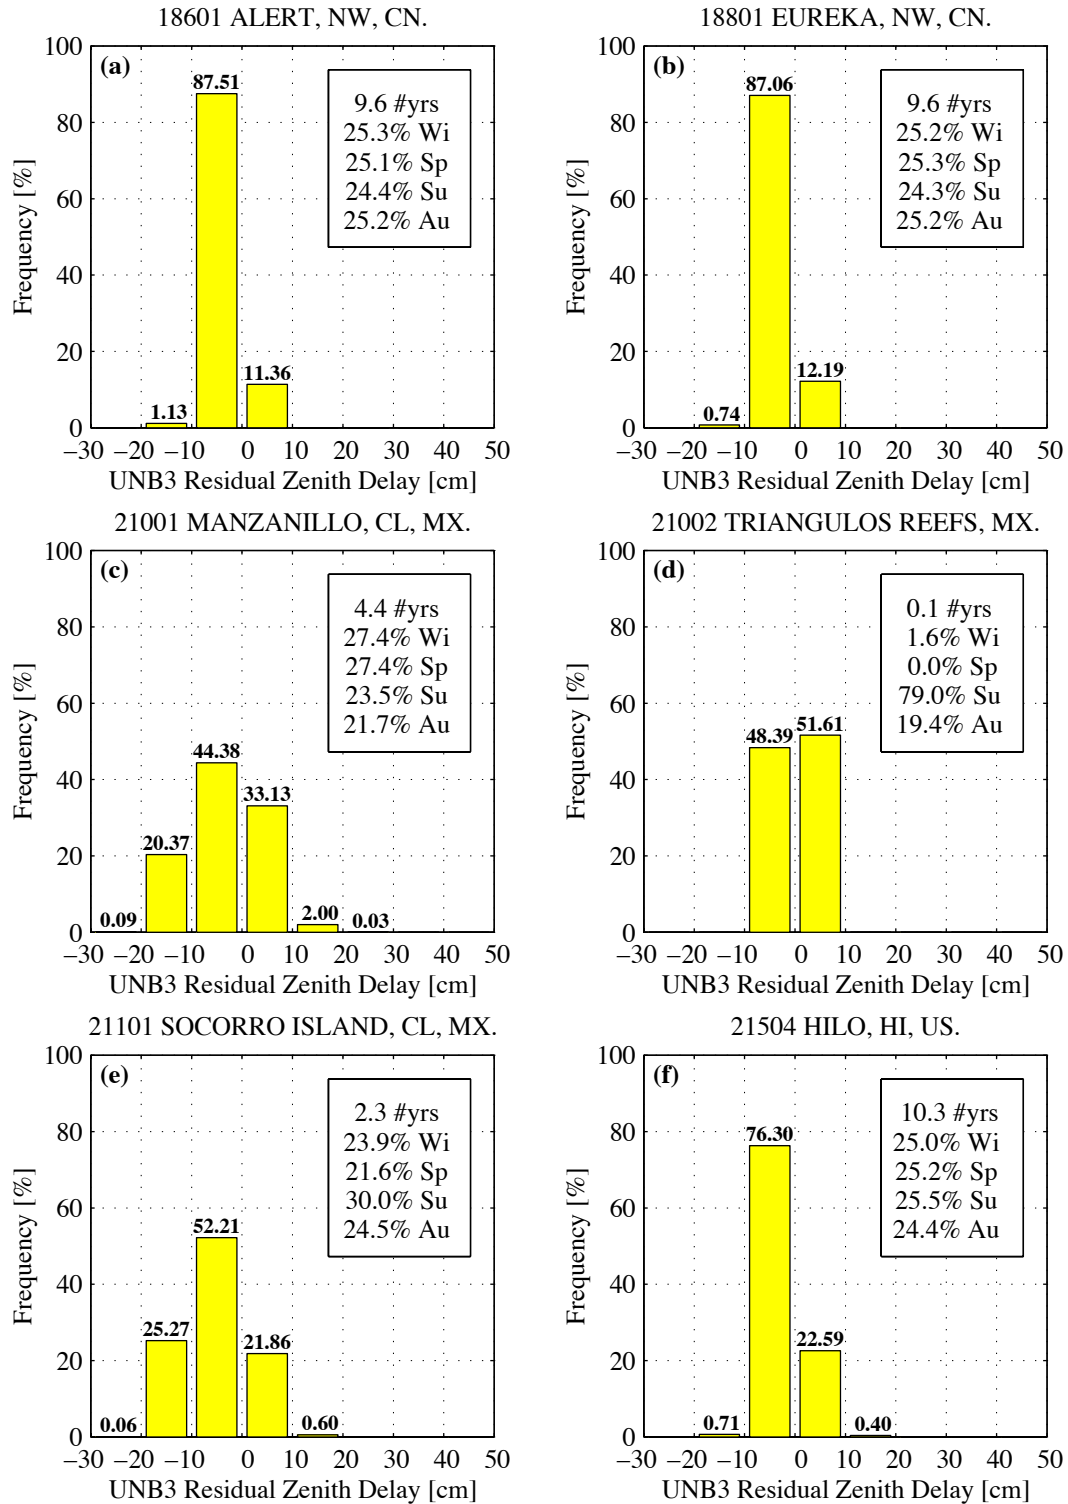 18601 ALERT, NW, CN.
(a)
87.51
11.36
1.13
9.6 #yrs
25.3% Wi
25.1% Sp
24.4% Su
25.2% Au
100
80
60
40
20
0
Frequency [%]
−30 −20 −10 0 10 20 30 40 50
UNB3 Residual Zenith Delay [cm]
18801 EUREKA, NW, CN.
(b)
87.06
12.19
0.74
9.6 #yrs
25.2% Wi
25.3% Sp
24.3% Su
25.2% Au
100
80
60
40
20
0
Frequency [%]
−30 −20 −10 0 10 20 30 40 50
UNB3 Residual Zenith Delay [cm]
21001 MANZANILLO, CL, MX.
(c)
44.38
33.13
20.37
0.09
2.00
0.03
4.4 #yrs
27.4% Wi
27.4% Sp
23.5% Su
21.7% Au
100
80
60
40
20
0
Frequency [%]
−30 −20 −10 0 10 20 30 40 50
UNB3 Residual Zenith Delay [cm]
21002 TRIANGULOS REEFS, MX.
(d)
48.39
51.61
0.1 #yrs
1.6% Wi
0.0% Sp
79.0% Su
19.4% Au
100
80
60
40
20
0
Frequency [%]
−30 −20 −10 0 10 20 30 40 50
UNB3 Residual Zenith Delay [cm]
21101 SOCORRO ISLAND, CL, MX.
(e)
52.21
25.27
21.86
0.06
0.60
2.3 #yrs
23.9% Wi
21.6% Sp
30.0% Su
24.5% Au
100
80
60
40
20
0
Frequency [%]
−30 −20 −10 0 10 20 30 40 50
UNB3 Residual Zenith Delay [cm]
21504 HILO, HI, US.
(f)
76.30
22.59
0.71
0.40
10.3 #yrs
25.0% Wi
25.2% Sp
25.5% Su
24.4% Au
100
80
60
40
20
0
Frequency [%]
−30 −20 −10 0 10 20 30 40 50
UNB3 Residual Zenith Delay [cm]